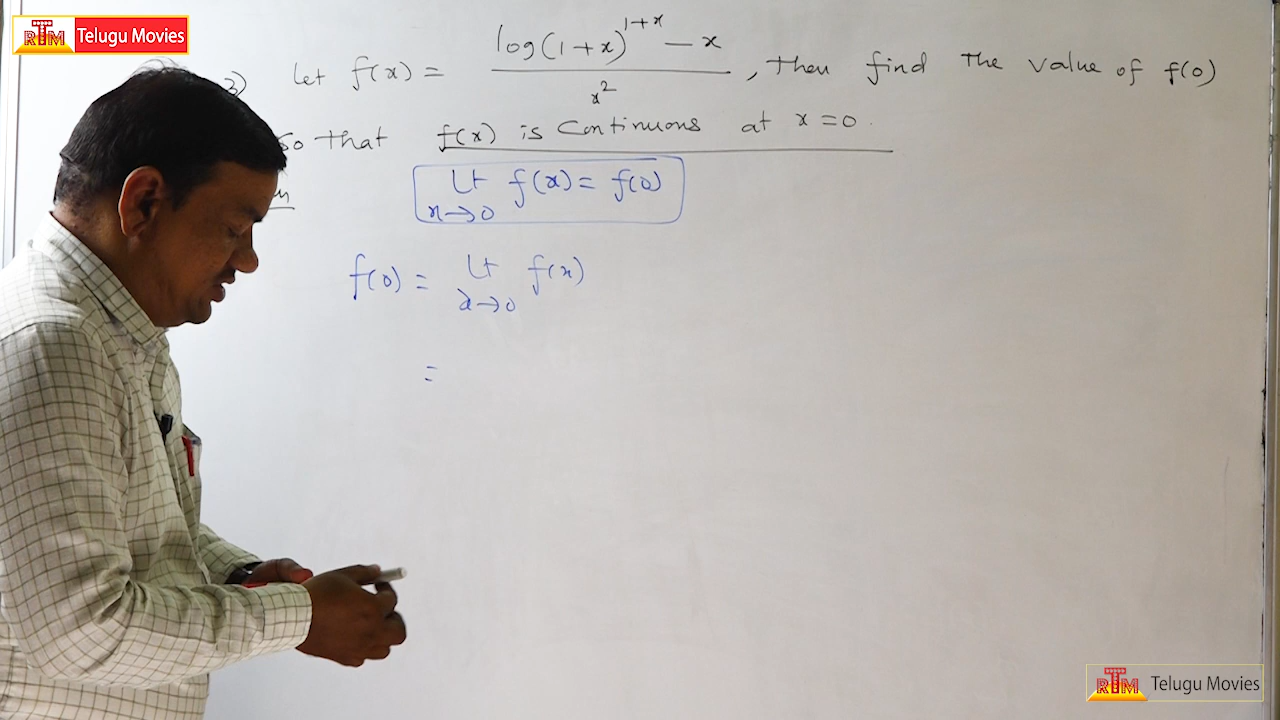 RTM Telugu Movies
3) Let f(x) = log(1+x)^{1+x} - x / x², then find the value of f(0)
so that f(x) is continuous at x = 0.
Lt x→0 f(x) = f(0)
f(0) = Lt x→0 f(x)
=
RTM Telugu Movies